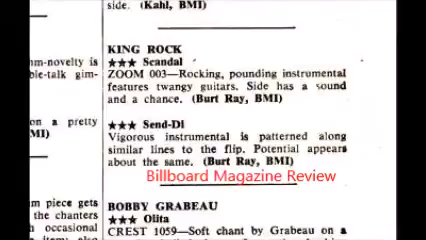 side. (Kahl, BMI)
KING ROCK
★★★ Scandal
ZOOM 003—Rocking, pounding instrumental
features twangy guitars. Side has a sound
and a chance. (Burt Ray, BMI)
★★★ Send-Di
Vigorous instrumental is patterned along
similar lines to the flip. Potential appears
about the same. (Burt Ray, BMI)
Billboard Magazine Review
BOBBY GRABEAU
★★★ Olita
CREST 1059—Soft chant by Grabeau on a
m-novelty is
ble-talk gim-
on a pretty
MI)
m piece gets
the chanters
h occasional